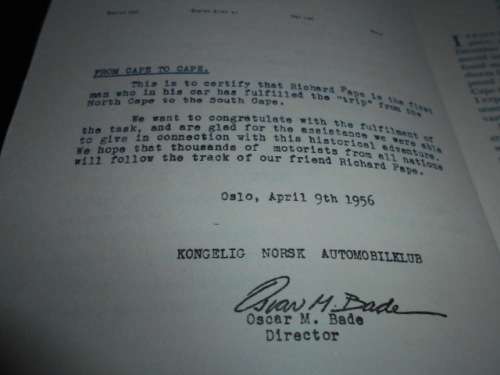 FROM CAPE TO CAPE.
This is to certify that Richard Pape is the first
man who in his car has fulfilled the "trip" from the
North Cape to the South Cape.
We want to congratulate with the fulfilment of
the task, and are glad for the assistance we were able
to give in connection with this historical adventure.
We hope that thousands of motorists from all nations
will follow the track of our friend Richard Pape.
Oslo, April 9th 1956
KONGELIG NORSK AUTOMOBILKLUB
Oscar M. Bade
Oscar M. Bade
Director